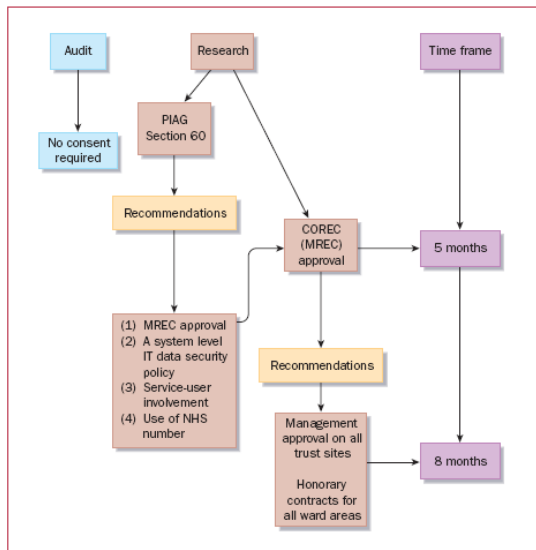 Audit
Research
Time frame
PIAG
Section 60
No consent
required
Recommendations
COREC
(MREC)
approval
5 months
(1) MREC approval
(2) A system level
IT data security
policy
(3) Service-user
involvement
(4) Use of NHS
number
Recommendations
Management
approval on all
trust sites
Honorary
contracts for
all ward areas
8 months